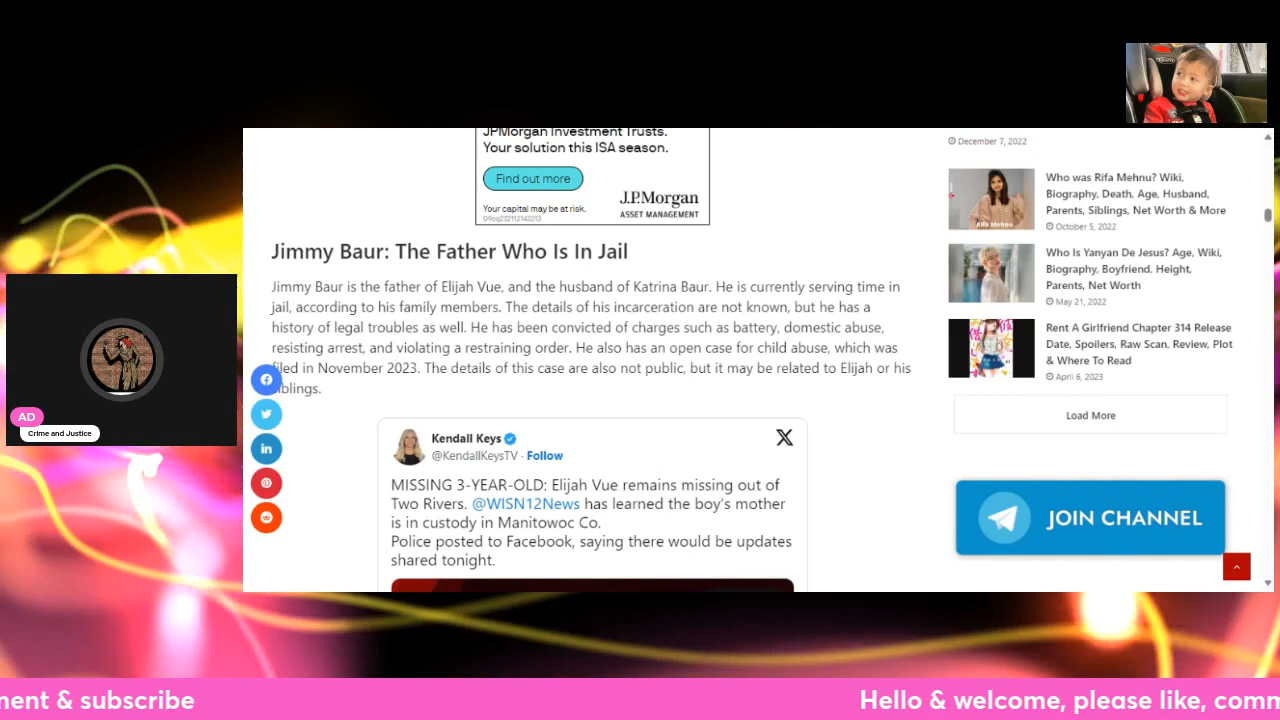 JPMorgan Investment Trusts.
Your solution this ISA season.
Find out more
Your capital may be at risk.
J.P.Morgan
ASSET MANAGEMENT
Jimmy Baur: The Father Who Is In Jail
Jimmy Baur is the father of Elijah Vue, and the husband of Katrina Baur. He is currently serving time in
jail, according to his family members. The details of his incarceration are not known, but he has a
history of legal troubles as well. He has been convicted of charges such as battery, domestic abuse,
resisting arrest, and violating a restraining order. He also has an open case for child abuse, which was
filed in November 2023. The details of this case are also not public, but it may be related to Elijah or his
siblings.
Kendall Keys
@KendallKeysTV · Follow
X
MISSING 3-YEAR-OLD: Elijah Vue remains missing out of
Two Rivers. @WISN12News has learned the boy's mother
is in custody in Manitowoc Co.
Police posted to Facebook, saying there would be updates
shared tonight.
December 7, 2022
Who was Rifa Mehnu? Wiki,
Biography, Death, Age, Husband,
Parents, Siblings, Net Worth & More
October 5, 2022
Rifa Mehnu
Who Is Yanyan De Jesus? Age, Wiki,
Biography, Boyfriend, Height,
Parents, Net Worth
May 21, 2022
Rent A Girlfriend Chapter 314 Release
Date, Spoilers, Raw Scan, Review, Plot
& Where To Read
April 6, 2023
Load More
JOIN CHANNEL
AD
Crime and Justice
ment & subscribe
Hello & welcome, please like, comm